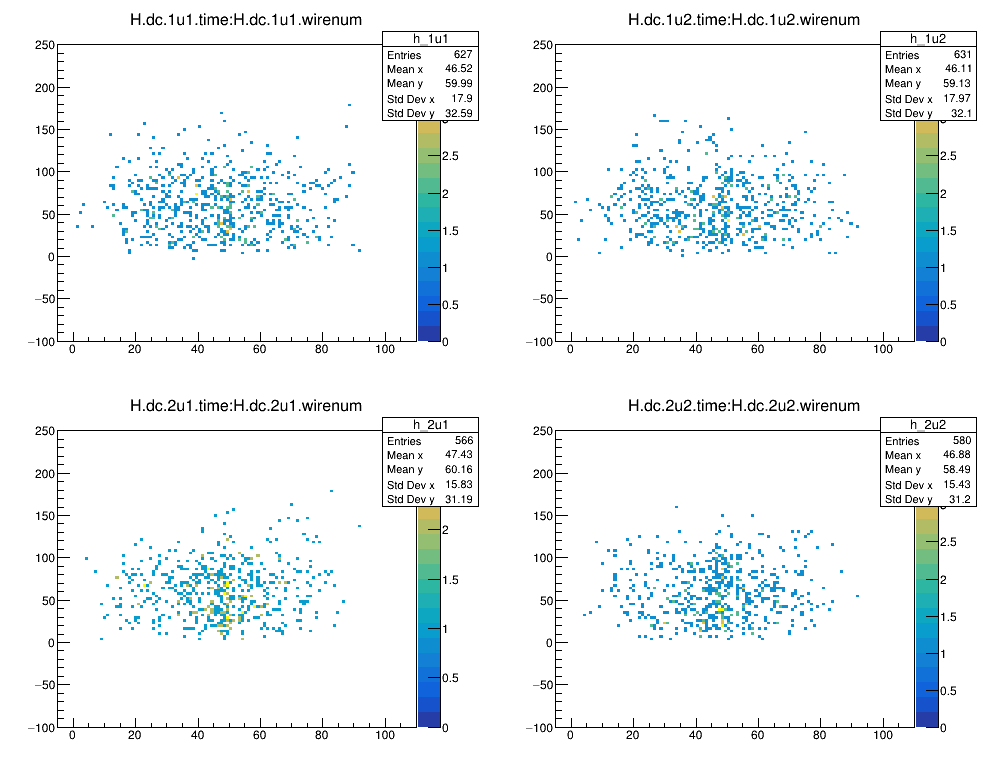 H.dc.1u1.time:H.dc.1u1.wirenum
h_1u1
Entries 627
Mean x 46.52
Mean y 59.99
Std Dev x 17.9
Std Dev y 32.59
250
200
150
100
50
0
−50
−100
0 20 40 60 80 100
2.5
2
1.5
1
0.5
0
H.dc.1u2.time:H.dc.1u2.wirenum
h_1u2
Entries 631
Mean x 46.11
Mean y 59.13
Std Dev x 17.97
Std Dev y 32.1
250
200
150
100
50
0
−50
−100
0 20 40 60 80 100
2.5
2
1.5
1
0.5
0
H.dc.2u1.time:H.dc.2u1.wirenum
h_2u1
Entries 566
Mean x 47.43
Mean y 60.16
Std Dev x 15.83
Std Dev y 31.19
250
200
150
100
50
0
−50
−100
0 20 40 60 80 100
2
1.5
1
0.5
0
H.dc.2u2.time:H.dc.2u2.wirenum
h_2u2
Entries 580
Mean x 46.88
Mean y 58.49
Std Dev x 15.43
Std Dev y 31.2
250
200
150
100
50
0
−50
−100
0 20 40 60 80 100
2.5
2
1.5
1
0.5
0